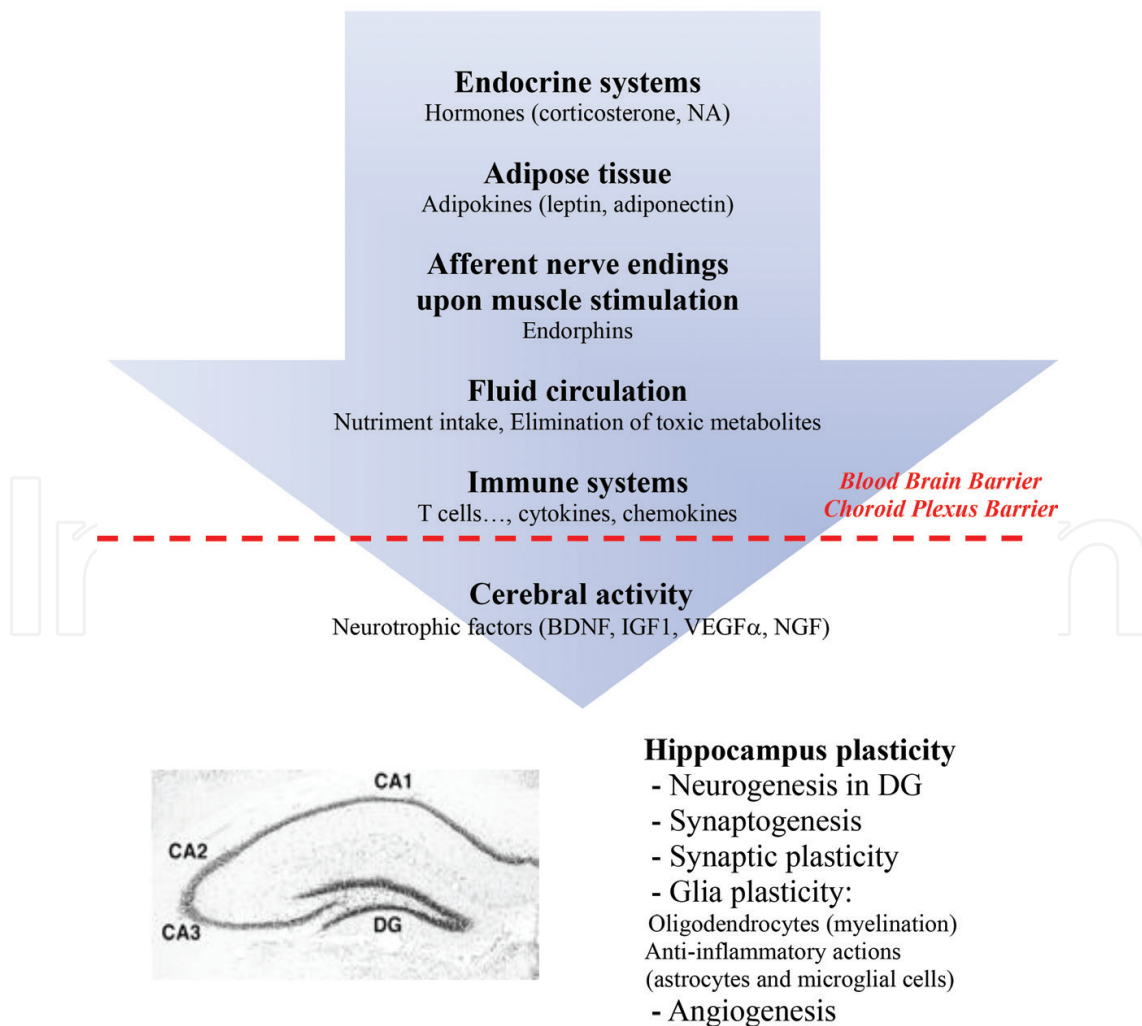 Endocrine systems
Hormones (corticosterone, NA)
Adipose tissue
Adipokines (leptin, adiponectin)
Afferent nerve endings
upon muscle stimulation
Endorphins
Fluid circulation
Nutriment intake, Elimination of toxic metabolites
Immune systems
T cells…, cytokines, chemokines
Blood Brain Barrier
Choroid Plexus Barrier
Cerebral activity
Neurotrophic factors (BDNF, IGF1, VEGFα, NGF)
CA1
CA2
CA3
DG
Hippocampus plasticity
- Neurogenesis in DG
- Synaptogenesis
- Synaptic plasticity
- Glia plasticity:
Oligodendrocytes (myelination)
Anti-inflammatory actions
(astrocytes and microglial cells)
- Angiogenesis